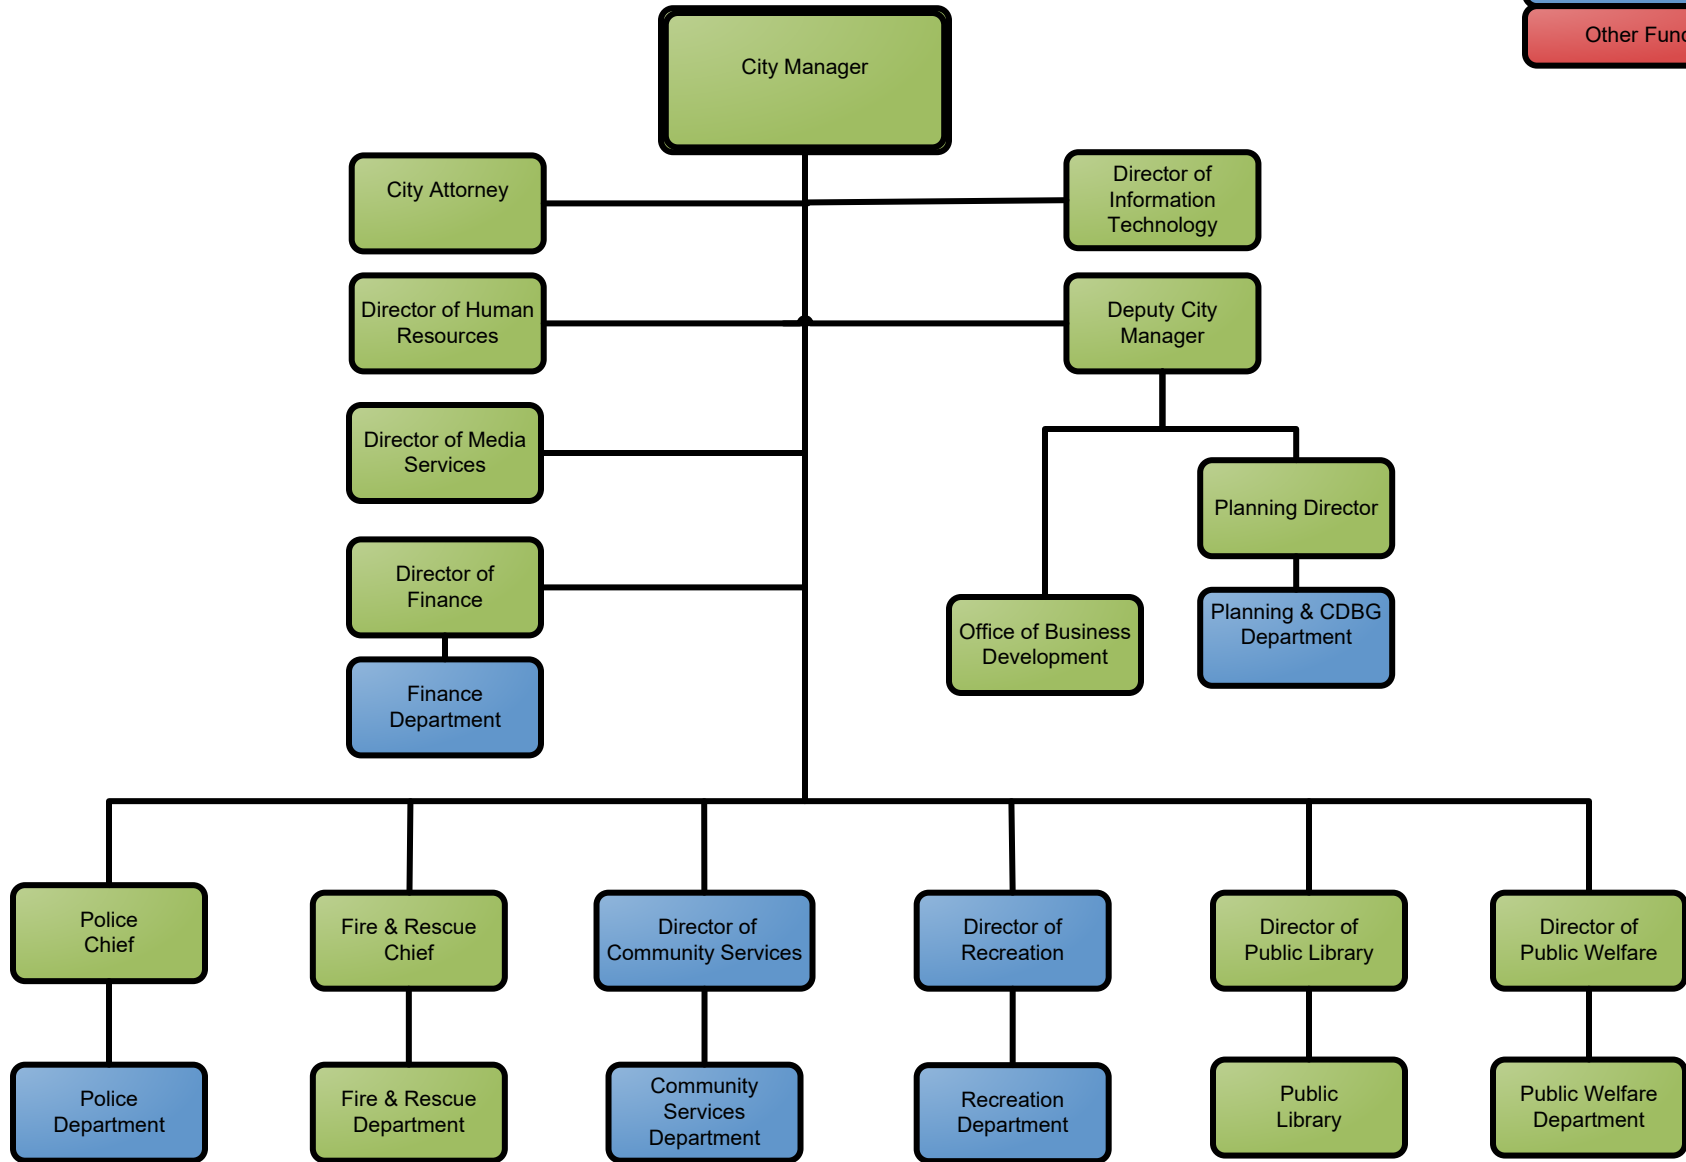 City Manager
Other
City Attorney
Director of
Information
Technology
Director of Human
Resources
Deputy City
Manager
Director of Media
Services
Planning Director
Director of
Finance
Planning & CDBG
Department
Office of Business
Development
Finance
Department
Police
Chief
Fire & Rescue
Chief
Director of
Community Services
Director of
Recreation
Director of
Public Library
Director of
Public Welfare
Police
Department
Fire & Rescue
Department
Community
Services
Department
Recreation
Department
Public
Library
Public Welfare
Department